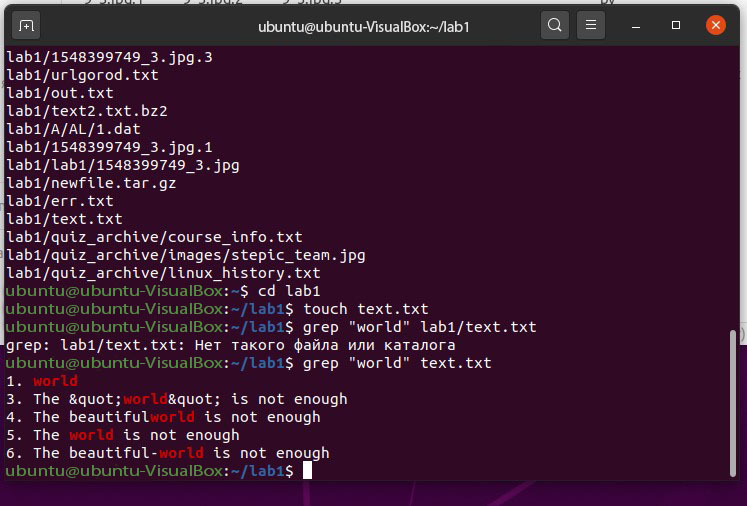 ubuntu@ubuntu-VisualBox:~/lab1
lab1/1548399749_3.jpg.3
lab1/urlgorod.txt
lab1/out.txt
lab1/text2.txt.bz2
lab1/A/AL/1.dat
lab1/1548399749_3.jpg.1
lab1/lab1/1548399749_3.jpg
lab1/newfile.tar.gz
lab1/err.txt
lab1/text.txt
lab1/quiz_archive/course_info.txt
lab1/quiz_archive/images/stepic_team.jpg
lab1/quiz_archive/linux_history.txt
ubuntu@ubuntu-VisualBox:~$ cd lab1
ubuntu@ubuntu-VisualBox:~/lab1$ touch text.txt
ubuntu@ubuntu-VisualBox:~/lab1$ grep "world" lab1/text.txt
grep: lab1/text.txt: Нет такого файла или каталога
ubuntu@ubuntu-VisualBox:~/lab1$ grep "world" text.txt
1. world
3. The &quot;world&quot; is not enough
4. The beautifulworld is not enough
5. The world is not enough
6. The beautiful-world is not enough
ubuntu@ubuntu-VisualBox:~/lab1$